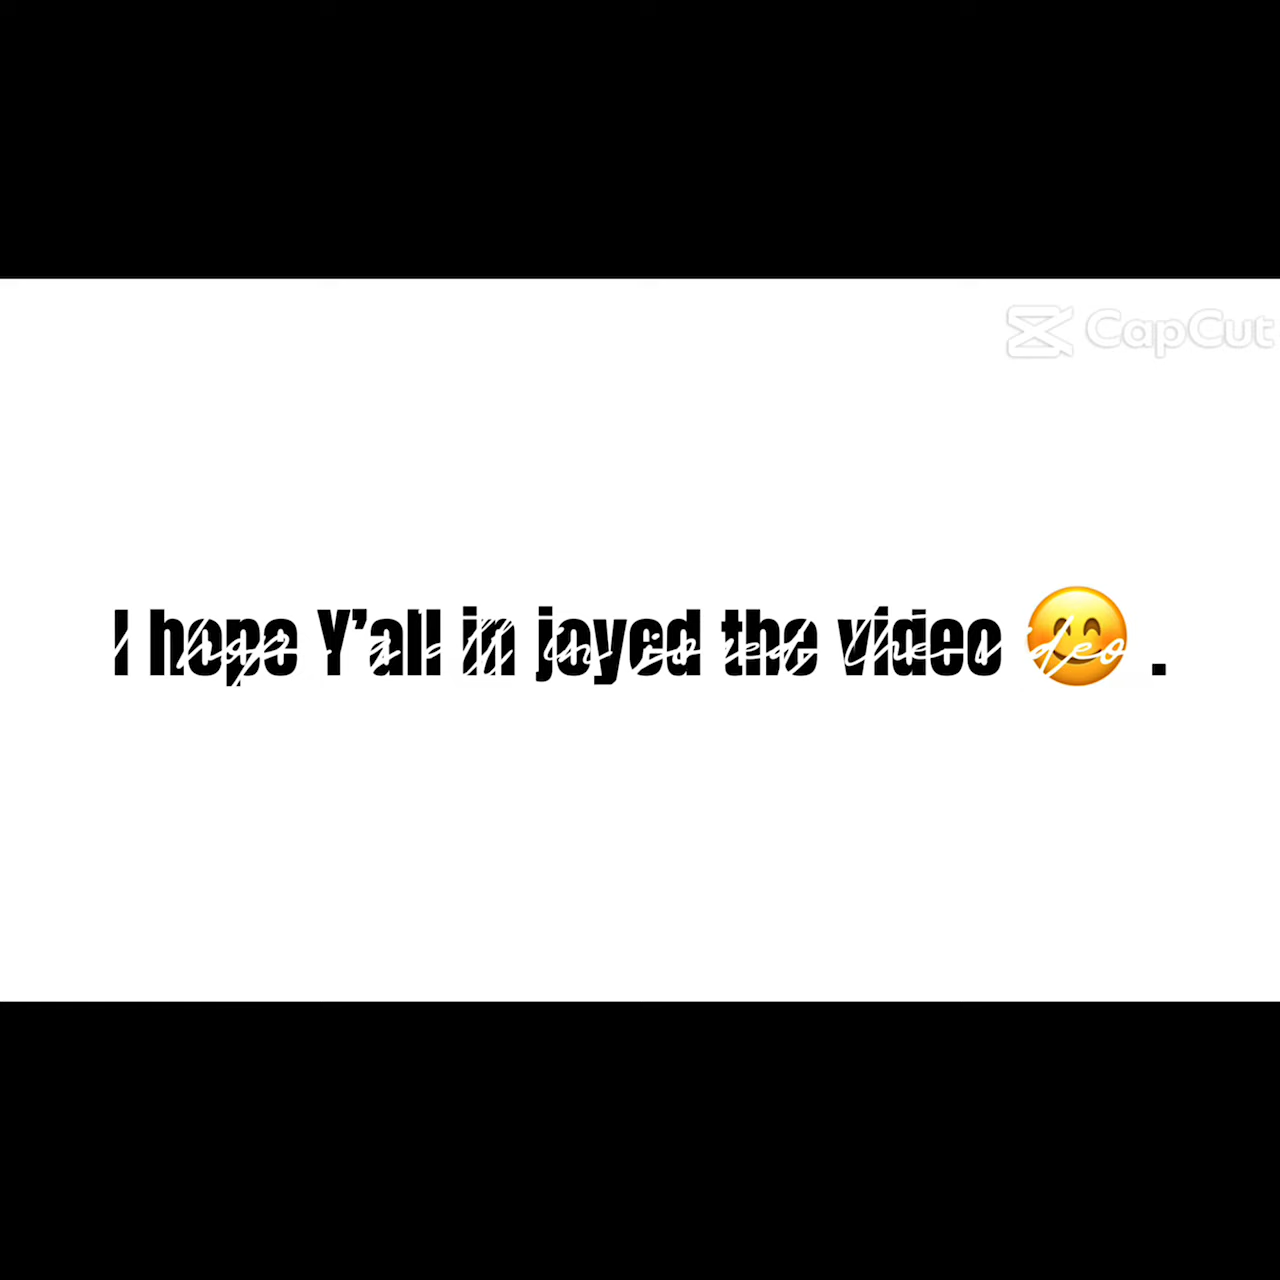 CapCut
I hope Y’all in joyed the video 😊 .